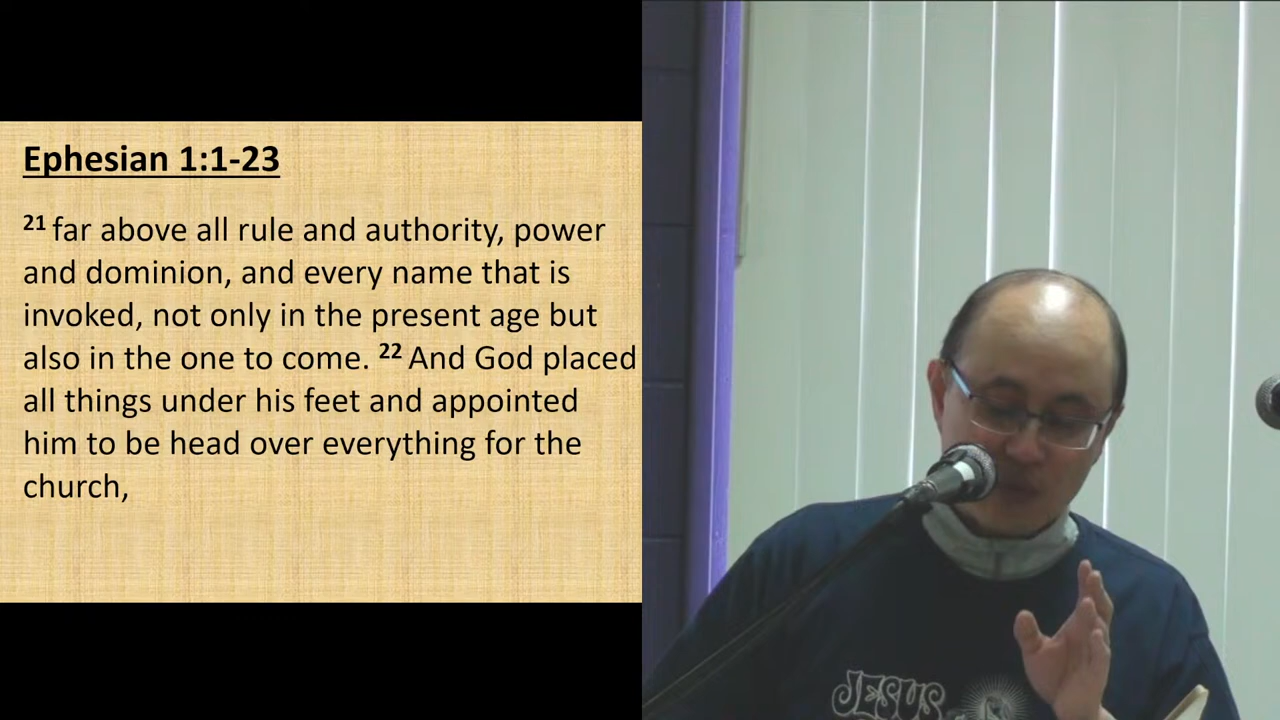 Ephesian 1:1-23
21 far above all rule and authority, power
and dominion, and every name that is
invoked, not only in the present age but
also in the one to come. 22 And God placed
all things under his feet and appointed
him to be head over everything for the
church,
JESUS